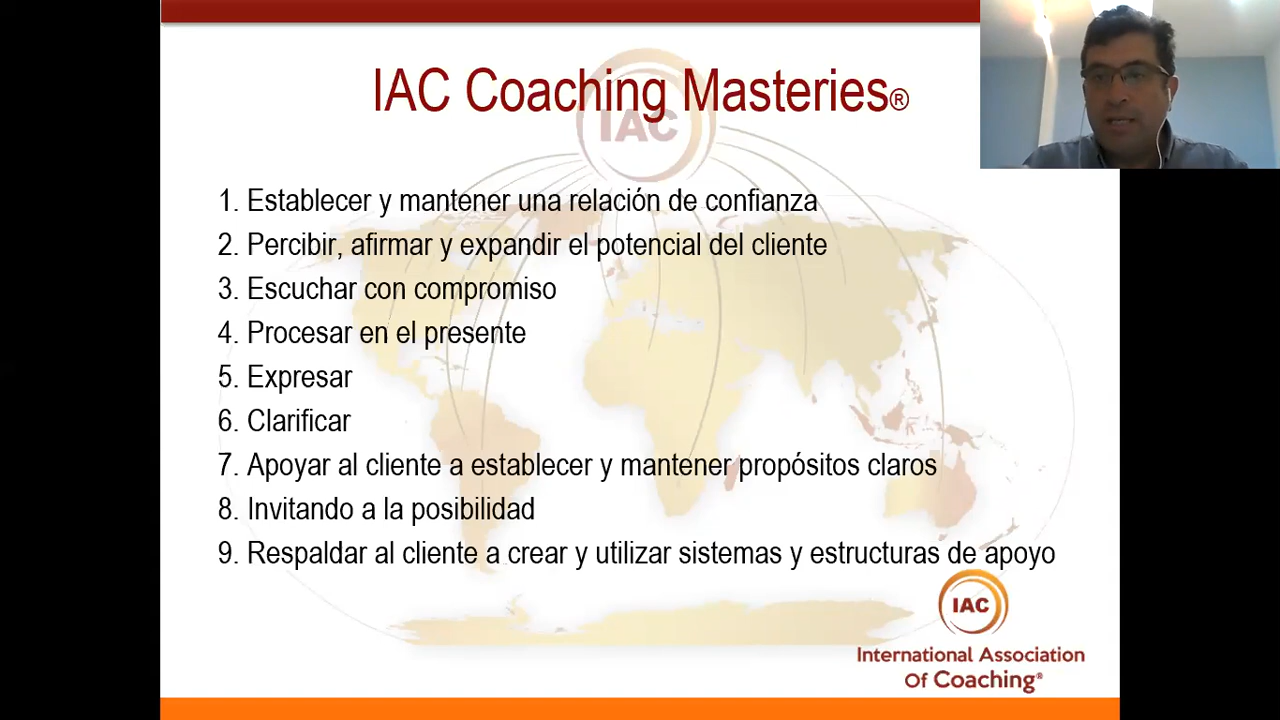 IAC Coaching Masteries®
IAC
1. Establecer y mantener una relación de confianza
2. Percibir, afirmar y expandir el potencial del cliente
3. Escuchar con compromiso
4. Procesar en el presente
5. Expresar
6. Clarificar
7. Apoyar al cliente a establecer y mantener propósitos claros
8. Invitando a la posibilidad
9. Respaldar al cliente a crear y utilizar sistemas y estructuras de apoyo
IAC
International Association
Of Coaching®